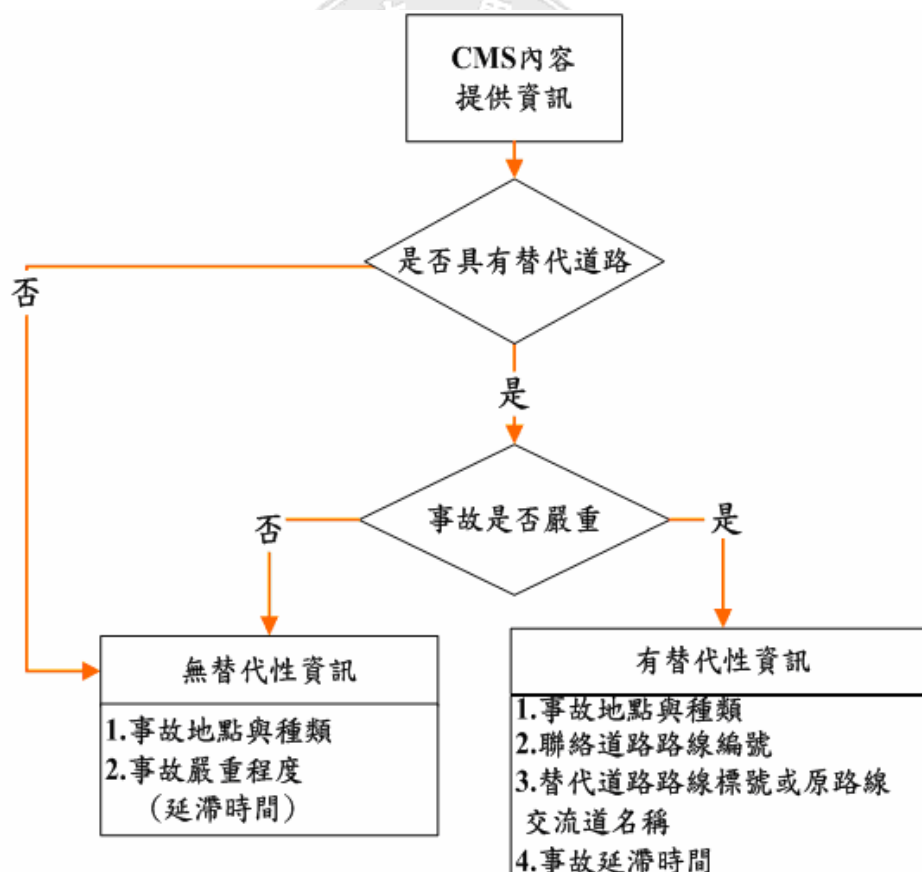 CMS內容
提供資訊
是否具有替代道路
否
是
事故是否嚴重
否
是
無替代性資訊
1.事故地點與種類
2.事故嚴重程度
（延滯時間）
有替代性資訊
1.事故地點與種類
2.聯絡道路路線編號
3.替代道路路線標號或原路線
交流道名稱
4.事故延滯時間